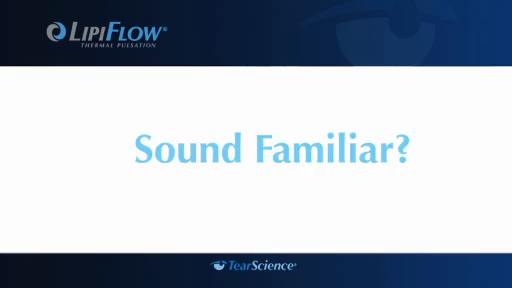 LIPIFLOW®
THERMAL PULSATION
Sound Familiar?
TearScience®